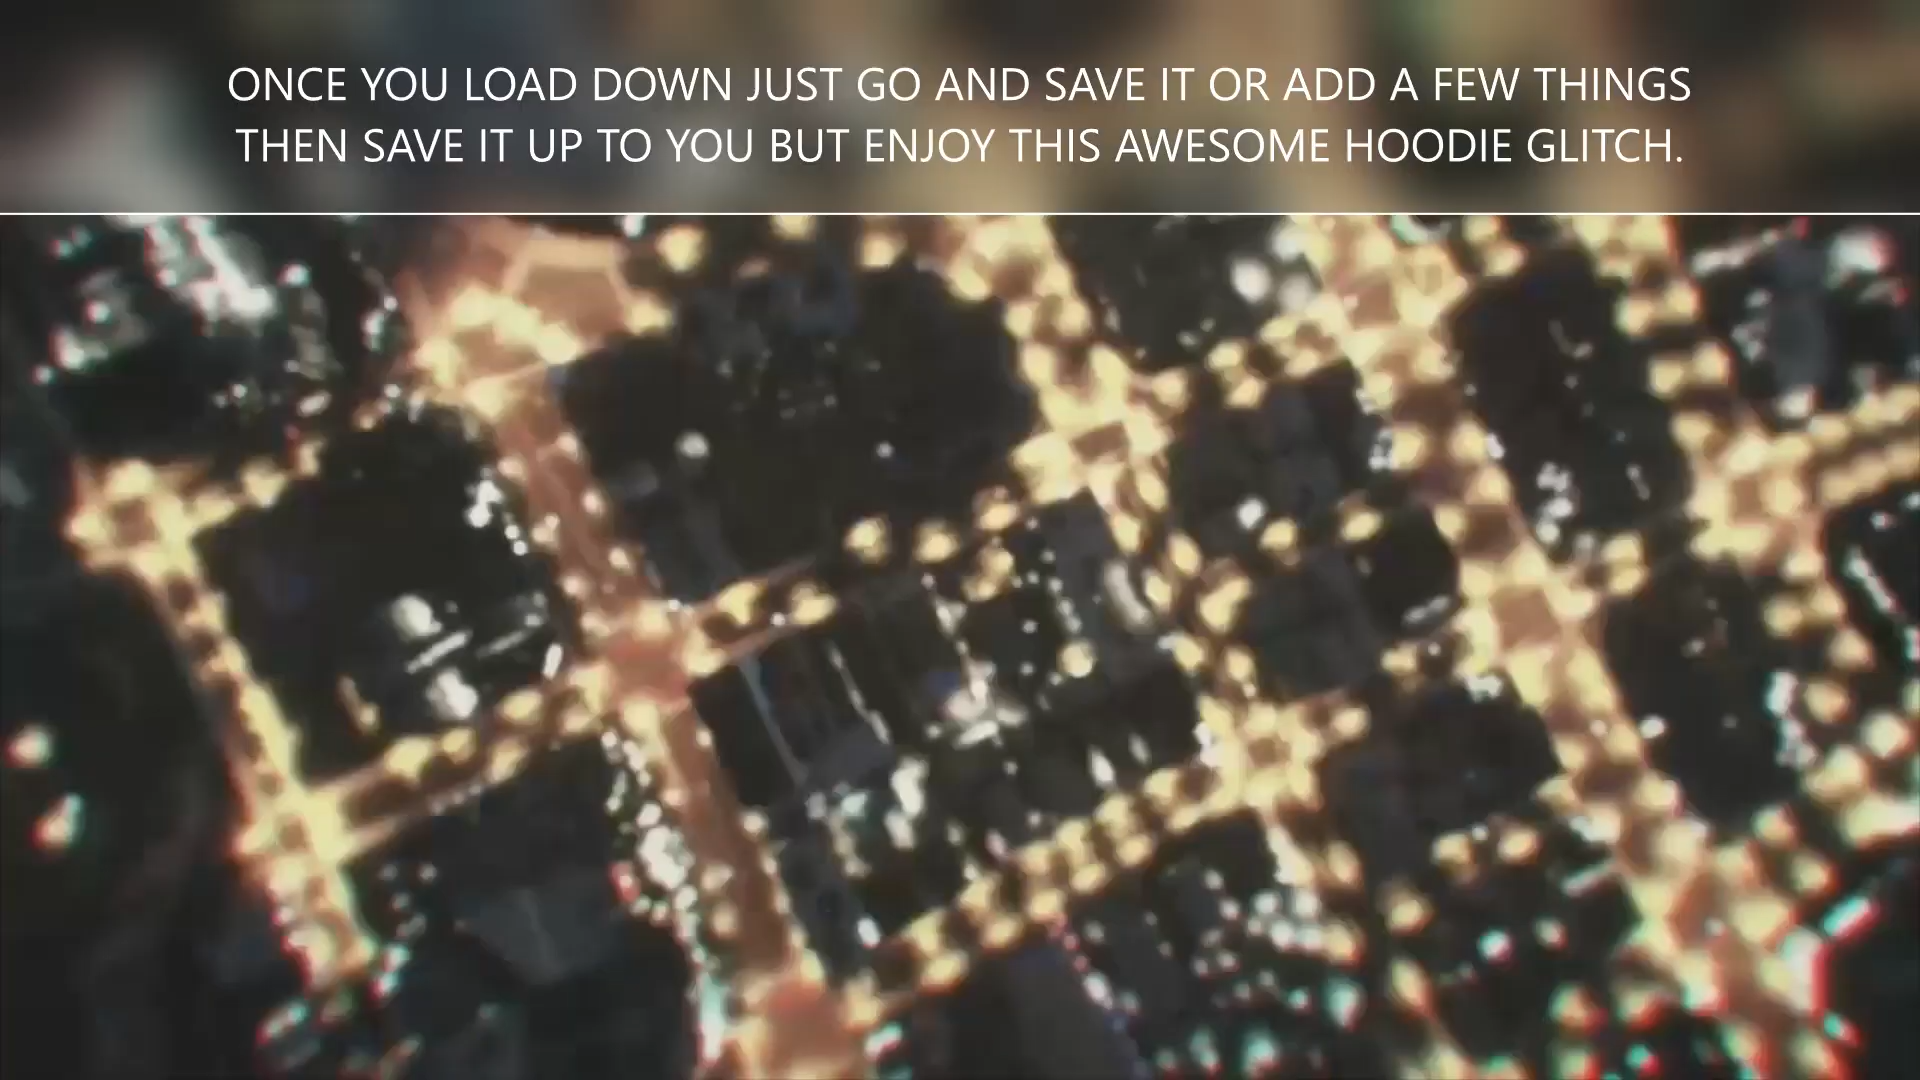 ONCE YOU LOAD DOWN JUST GO AND SAVE IT OR ADD A FEW THINGS
THEN SAVE IT UP TO YOU BUT ENJOY THIS AWESOME HOODIE GLITCH.